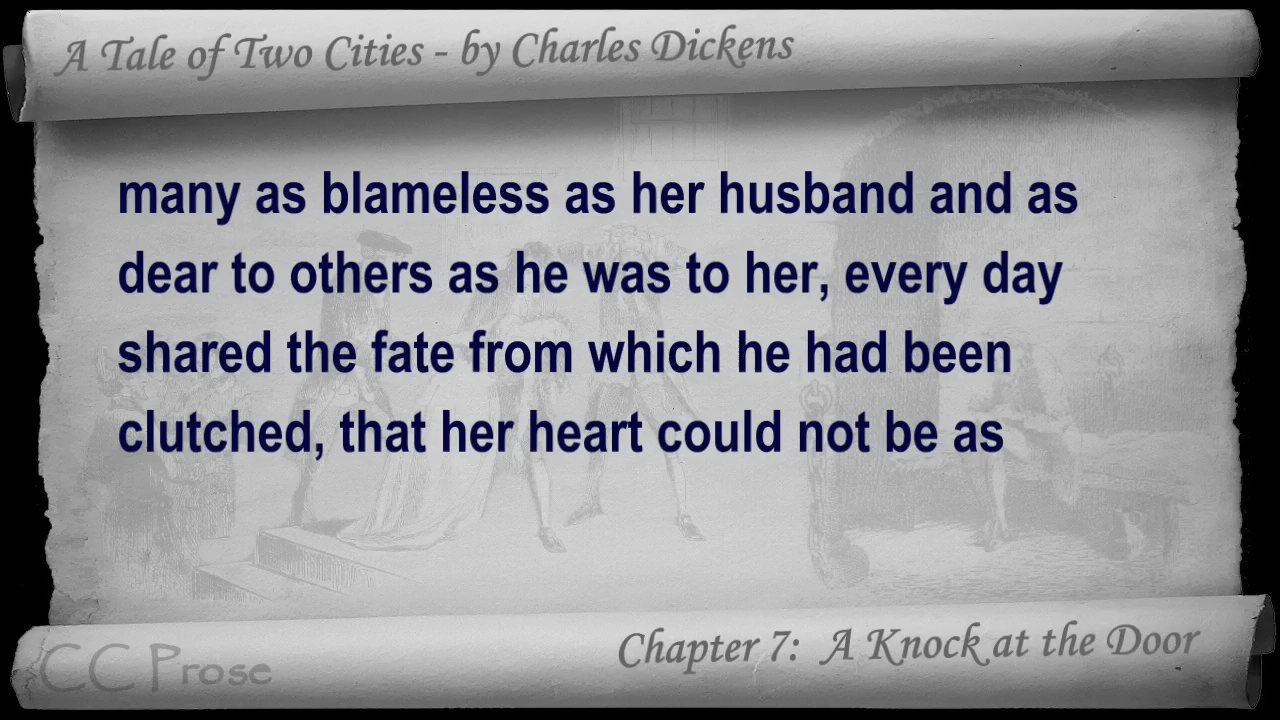 A Tale of Two Cities - by Charles Dickens
many as blameless as her husband and as
dear to others as he was to her, every day
shared the fate from which he had been
clutched, that her heart could not be as
Chapter 7: A Knock at the Door
CC Prose